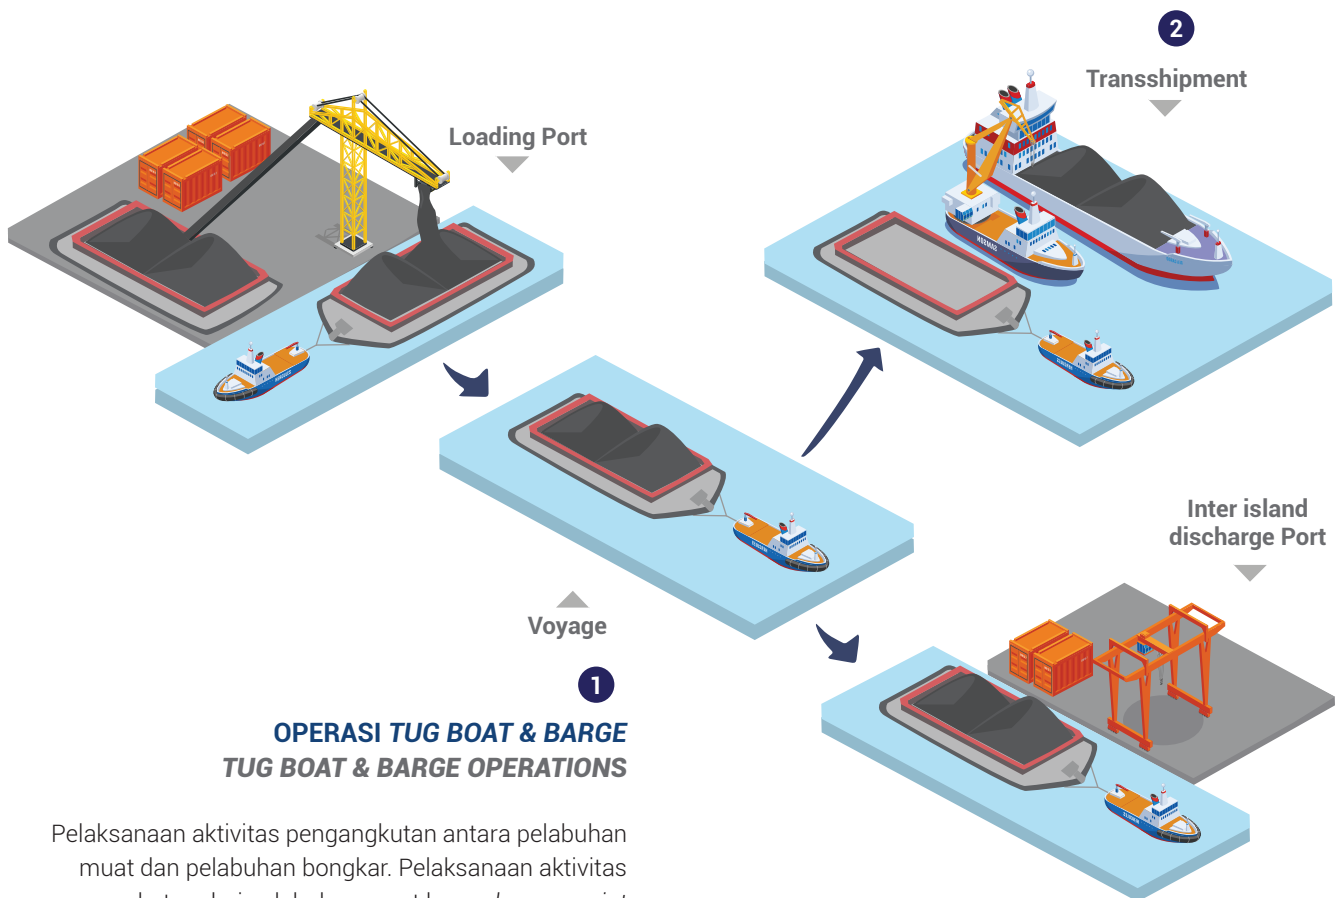 2
Transshipment
Loading Port
Inter island
discharge Port
Voyage
1
OPERASI TUG BOAT & BARGE
TUG BOAT & BARGE OPERATIONS
Pelaksanaan aktivitas pengangkutan antara pelabuhan
muat dan pelabuhan bongkar. Pelaksanaan aktivitas